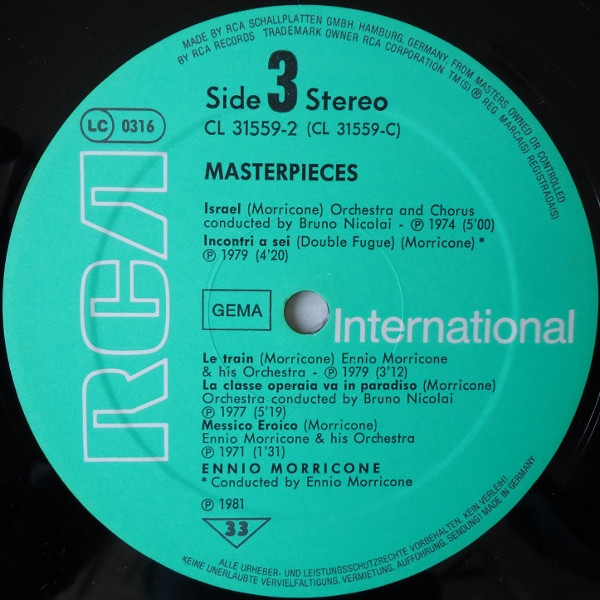 MADE BY RCA SCHALLPLATTEN GMBH, HAMBURG, GERMANY, FROM MASTERS OWNED OR CONTROLLED
BY RCA RECORDS TRADEMARK OWNER RCA CORPORATION TM(S) ® REG. MARCA(S) REGISTRADA(S)
Side 3 Stereo
CL 31559-2 (CL 31559-C)
LC 0316
MASTERPIECES
RCA
Israel (Morricone) Orchestra and Chorus
conducted by Bruno Nicolai - ℗ 1974 (5'00)
Incontri a sei (Double Fugue) (Morricone) *
℗ 1979 (4'20)
GEMA
International
Le train (Morricone) Ennio Morricone
& his Orchestra - ℗ 1979 (3'12)
La classe operaia va in paradiso (Morricone)
Orchestra conducted by Bruno Nicolai
℗ 1977 (5'19)
Messico Eroico (Morricone)
Ennio Morricone & his Orchestra
℗ 1971 (1'31)
ENNIO MORRICONE
* Conducted by Ennio Morricone
℗ 1981
33
ALLE URHEBER- UND LEISTUNGSSCHUTZRECHTE VORBEHALTEN. KEIN VERLEIH!
KEINE UNERLAUBTE VERVIELFÄLTIGUNG, VERMIETUNG, AUFFÜHRUNG, SENDUNG! MADE IN GERMANY